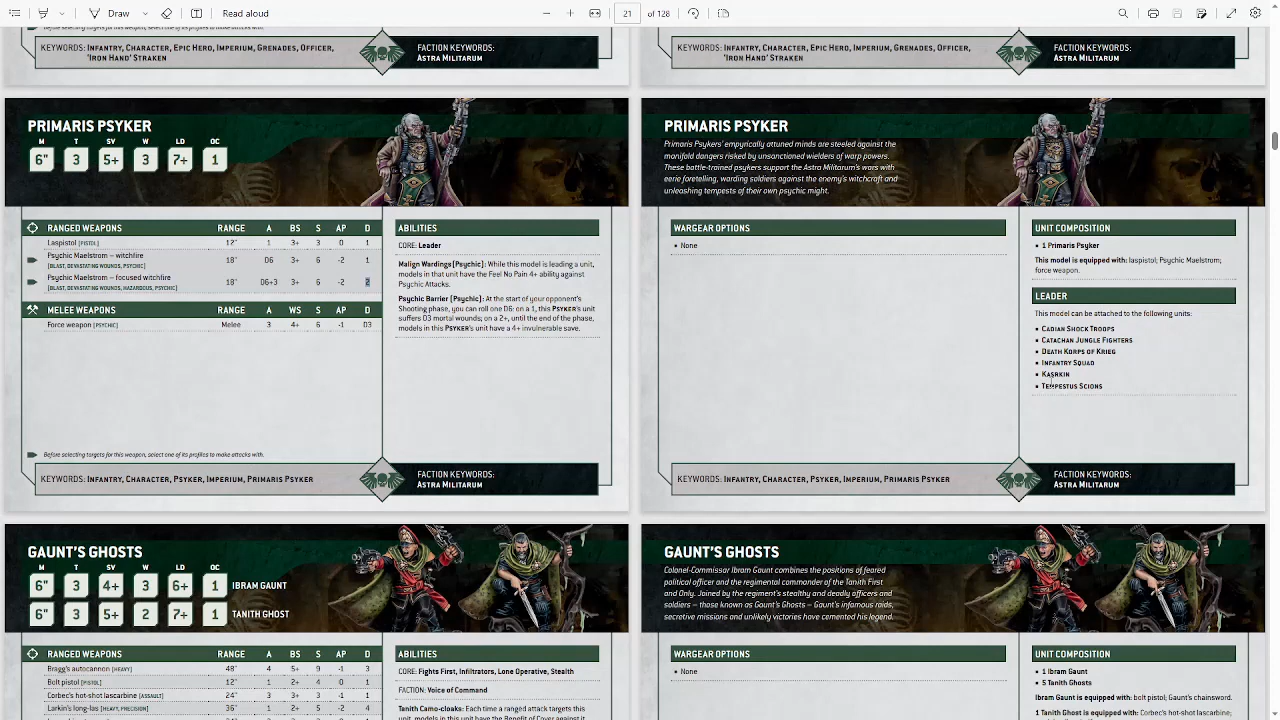 Draw
Read aloud
21 of 128
Before selecting targets for this weapon, select one of its profiles to make attacks with.
KEYWORDS: Infantry, Character, Epic Hero, Imperium, Grenades, Officer,
'Iron Hand' Straken
FACTION KEYWORDS:
Astra Militarum
KEYWORDS: Infantry, Character, Epic Hero, Imperium, Grenades, Officer,
'Iron Hand' Straken
FACTION KEYWORDS:
Astra Militarum
PRIMARIS PSYKER
M T SV W LD OC
6" 3 5+ 3 7+ 1
RANGED WEAPONS RANGE A BS S AP D
Laspistol [PISTOL] 12" 1 3+ 3 0 1
Psychic Maelstrom – witchfire
[BLAST, DEVASTATING WOUNDS, PSYCHIC] 18" D6 3+ 6 -2 1
Psychic Maelstrom – focused witchfire
[BLAST, DEVASTATING WOUNDS, HAZARDOUS, PSYCHIC] 18" D6+3 3+ 6 -2 2
MELEE WEAPONS RANGE A WS S AP D
Force weapon [PSYCHIC] Melee 3 4+ 6 -1 D3
Before selecting targets for this weapon, select one of its profiles to make attacks with.
ABILITIES
CORE: Leader
Malign Wardings (Psychic): While this model is leading a unit,
models in that unit have the Feel No Pain 4+ ability against
Psychic Attacks.
Psychic Barrier (Psychic): At the start of your opponent's
Shooting phase, you can roll one D6: on a 1, this Psyker's unit
suffers D3 mortal wounds; on a 2+, until the end of the phase,
models in this Psyker's unit have a 4+ invulnerable save.
KEYWORDS: Infantry, Character, Psyker, Imperium, Primaris Psyker
FACTION KEYWORDS:
Astra Militarum
PRIMARIS PSYKER
Primaris Psykers' empyrically attuned minds are steeled against the
manifold dangers risked by unsanctioned wielders of warp powers.
These battle-trained psykers support the Astra Militarum's wars with
eerie foretelling, warding soldiers against the enemy's witchcraft and
unleashing tempests of their own psychic might.
WARGEAR OPTIONS
▪ None
UNIT COMPOSITION
▪ 1 Primaris Psyker
This model is equipped with: laspistol; Psychic Maelstrom;
force weapon.
LEADER
This model can be attached to the following units:
▪ Cadian Shock Troops
▪ Catachan Jungle Fighters
▪ Death Korps of Krieg
▪ Infantry Squad
▪ Kasrkin
▪ Tempestus Scions
KEYWORDS: Infantry, Character, Psyker, Imperium, Primaris Psyker
FACTION KEYWORDS:
Astra Militarum
GAUNT'S GHOSTS
M T SV W LD OC
6" 3 4+ 3 6+ 1 IBRAM GAUNT
6" 3 5+ 2 7+ 1 TANITH GHOST
RANGED WEAPONS RANGE A BS S AP D
Bragg's autocannon [HEAVY] 48" 4 5+ 9 -1 3
Bolt pistol [PISTOL] 12" 1 2+ 4 0 1
Corbec's hot-shot lascarbine [ASSAULT] 24" 3 3+ 3 -1 1
Larkin's long-las [HEAVY, PRECISION] 36" 1 2+ 5 -2 4
ABILITIES
CORE: Fights First, Infiltrators, Lone Operative, Stealth
FACTION: Voice of Command
Tanith Camo-cloaks: Each time a ranged attack targets this
unit, models in this unit have the Benefit of Cover against it
GAUNT'S GHOSTS
Colonel-Commissar Ibram Gaunt combines the positions of feared
political officer and the regimental commander of the Tanith First
and Only. Joined by the regiment's stealthy and deadly officers and
soldiers – those known as Gaunt's Ghosts – Gaunt's infamous raids,
secretive missions and unlikely victories have cemented his legend.
WARGEAR OPTIONS
▪ None
UNIT COMPOSITION
▪ 1 Ibram Gaunt
▪ 5 Tanith Ghosts
Ibram Gaunt is equipped with: bolt pistol; Gaunt's chainsword.
1 Tanith Ghost is equipped with: Corbec's hot-shot lascarbine;